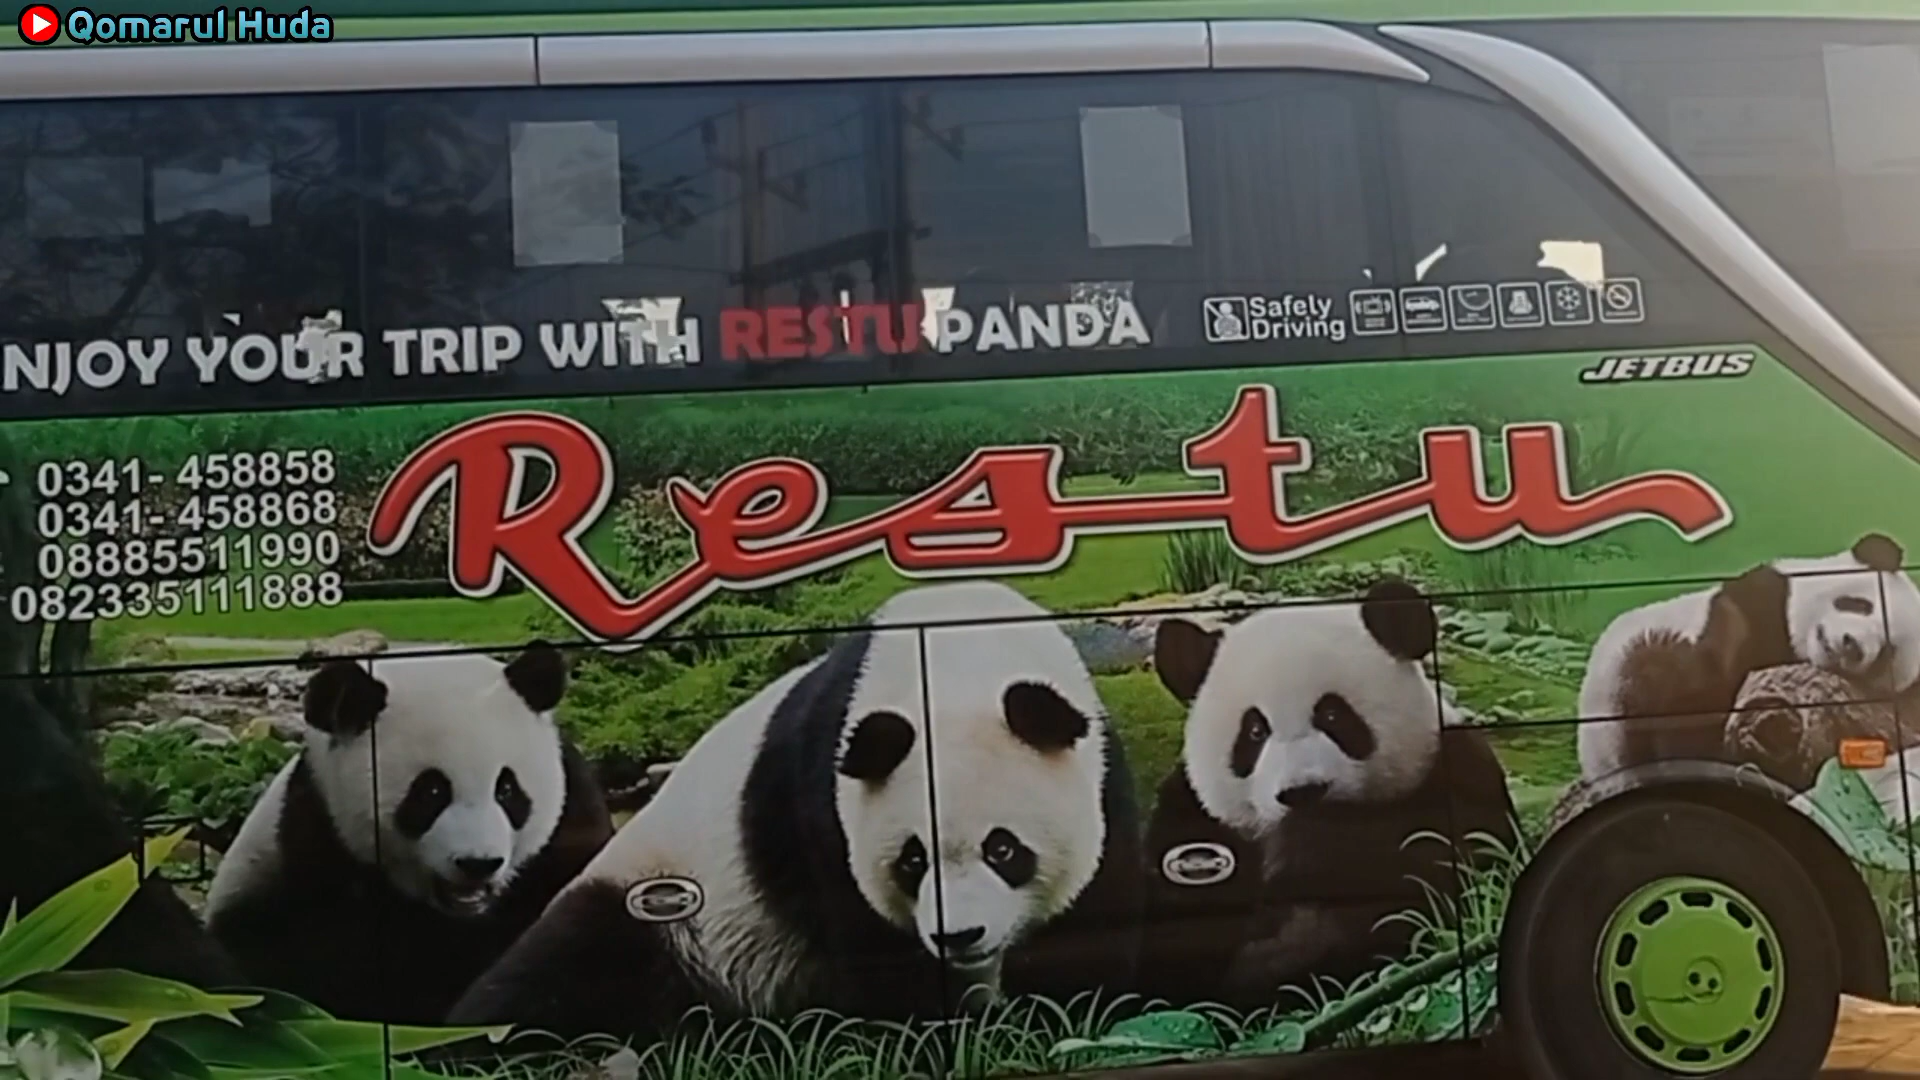 Qomarul Huda
NJOY YOUR TRIP WITH RESTU PANDA
Safely
Driving
JETBUS
Restu
0341- 458858
0341- 458868
08885511990
082335111888